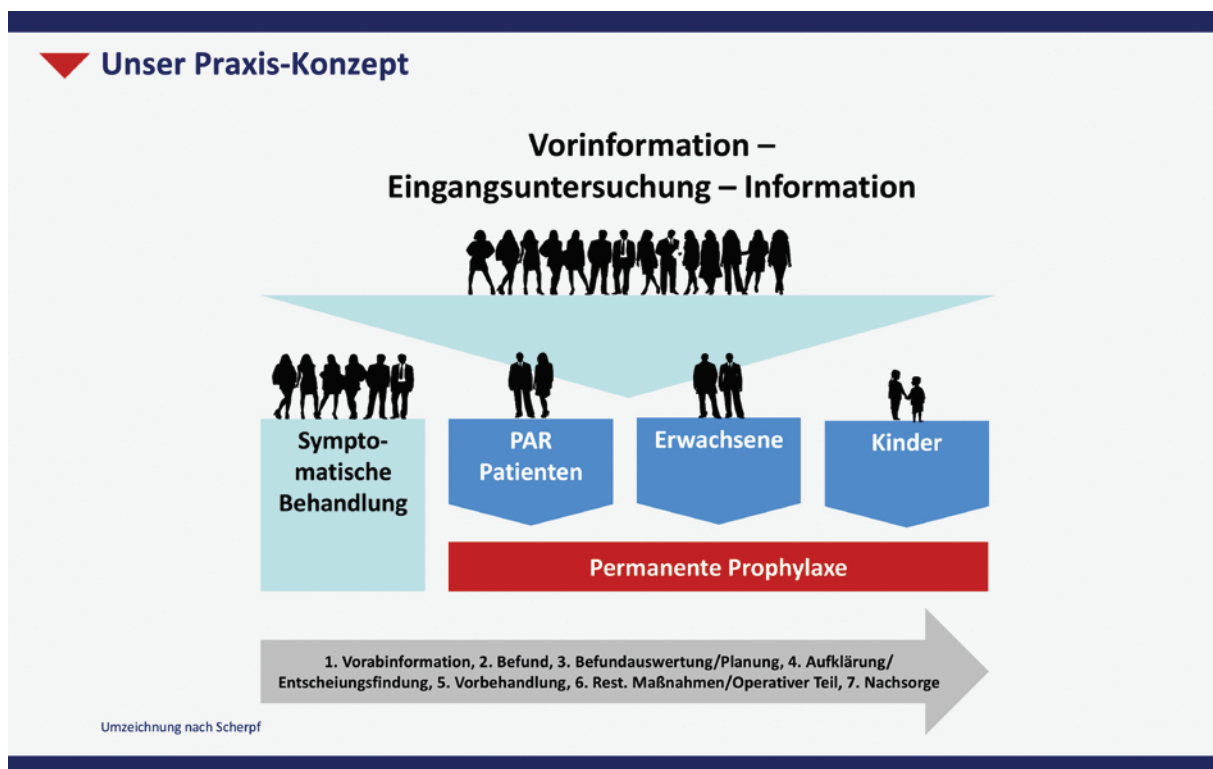 Unser Praxis-Konzept
Vorinformation –
Eingangsuntersuchung – Information
Sympto-
matische
Behandlung
PAR
Patienten
Erwachsene
Kinder
Permanente Prophylaxe
1. Vorabinformation, 2. Befund, 3. Befundauswertung/Planung, 4. Aufklärung/
Entscheiungsfindung, 5. Vorbehandlung, 6. Rest. Maßnahmen/Operativer Teil, 7. Nachsorge
Umzeichnung nach Scherpf